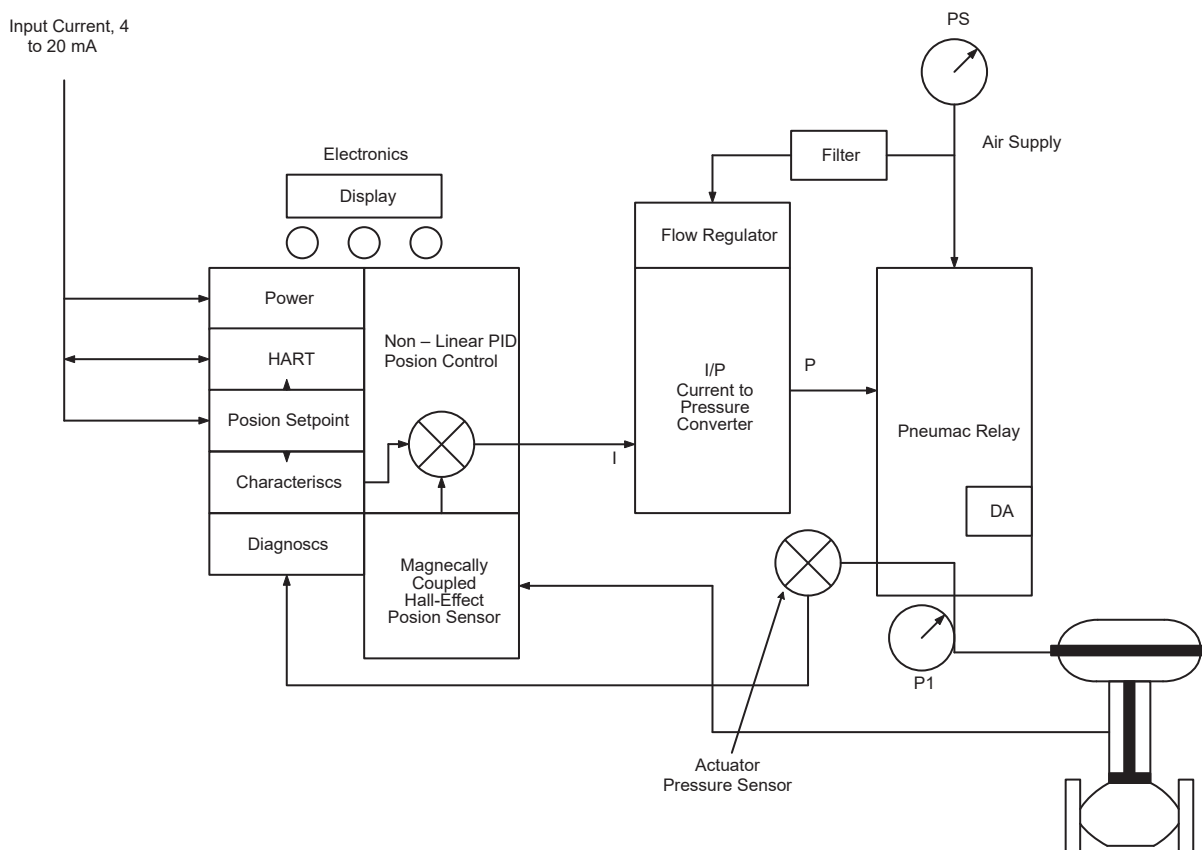 Input Current, 4
to 20 mA
PS
Air Supply
Filter
Electronics
Display
Flow Regulator
Power
HART
Posion Setpoint
Characteriscs
Diagnoscs
Non – Linear PID
Posion Control
Magnecally
Coupled
Hall-Effect
Posion Sensor
I
I/P
Current to
Pressure
Converter
P
Pneumac Relay
DA
P1
Actuator
Pressure Sensor